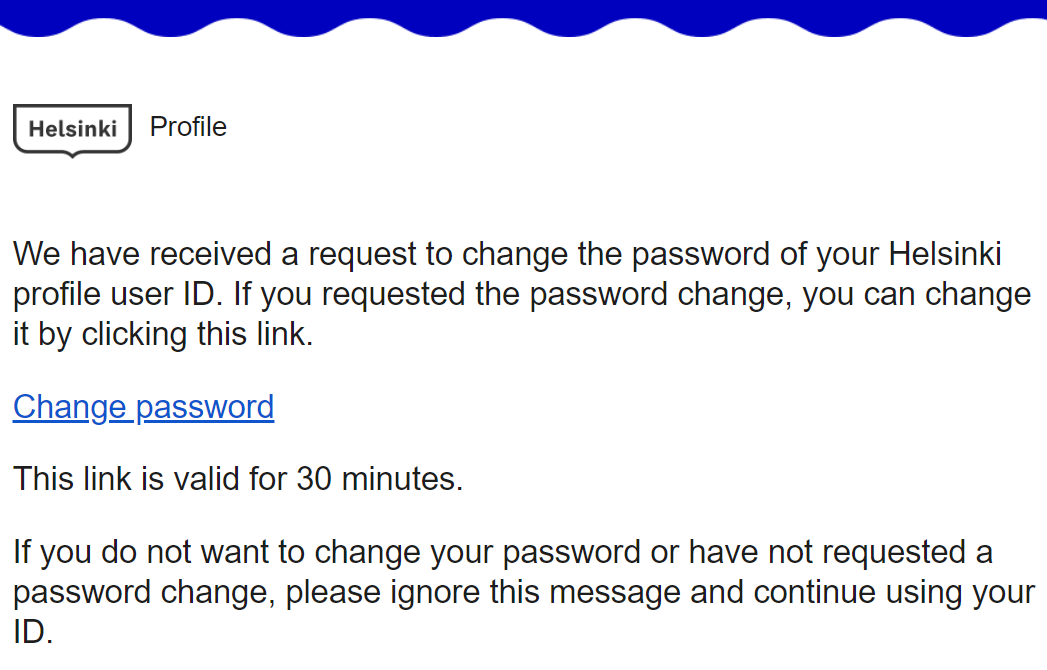 Helsinki Profile
We have received a request to change the password of your Helsinki
profile user ID. If you requested the password change, you can change
it by clicking this link.
Change password
This link is valid for 30 minutes.
If you do not want to change your password or have not requested a
password change, please ignore this message and continue using your
ID.